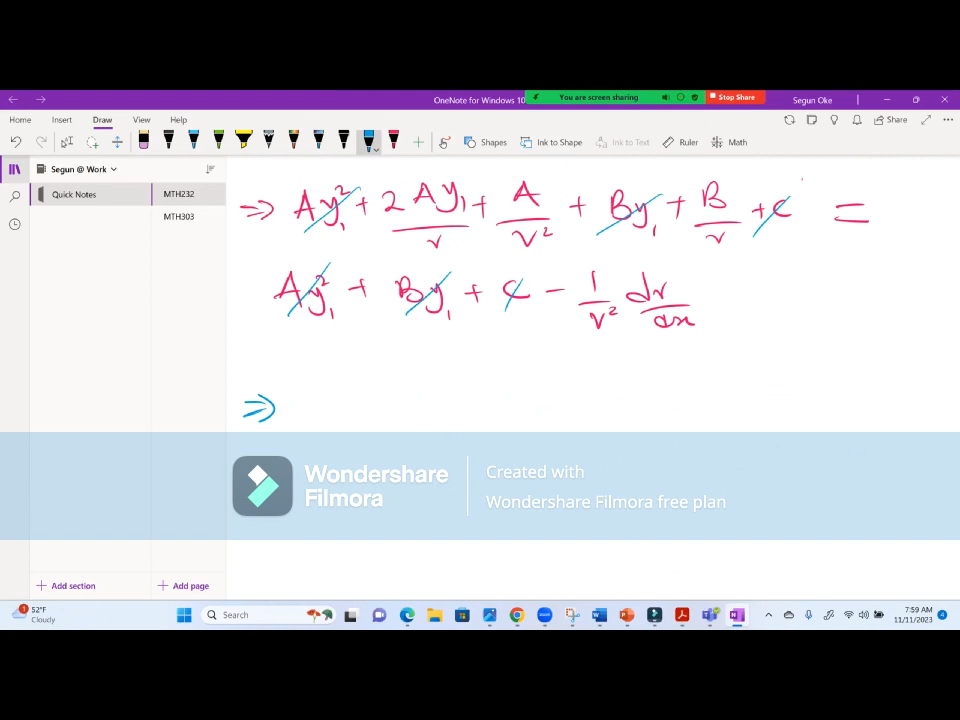 OneNote for Windows 10
You are screen sharing
Stop Share
Segun Oke
Home Insert Draw View Help
Share
Shapes
Ink to Shape
Ink to Text
Ruler
Math
Segun @ Work
Quick Notes
MTH232
MTH303
⇒ Ay₁² + 2Ay₁/v + A/v² + By₁ + B/v + C =
Ay₁² + By₁ + C − 1/v² dv/dx
⇒
Wondershare
Filmora
Created with
Wondershare Filmora free plan
+ Add section
+ Add page
1
52°F
Cloudy
Search
7:59 AM
11/11/2023
4